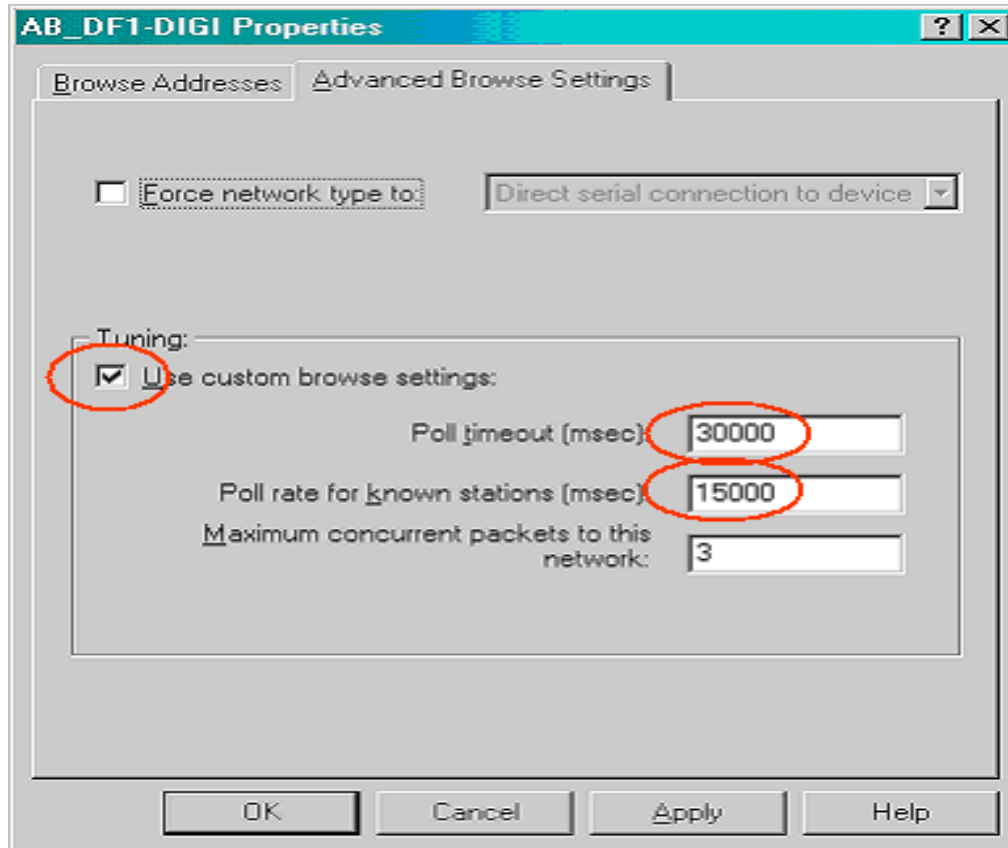 AB_DF1-DIGI Properties
Browse Addresses
Advanced Browse Settings
Force network type to:
Direct serial connection to device
Tuning:
Use custom browse settings:
Poll timeout (msec)
30000
Poll rate for known stations (msec)
15000
Maximum concurrent packets to this
network:
3
OK
Cancel
Apply
Help